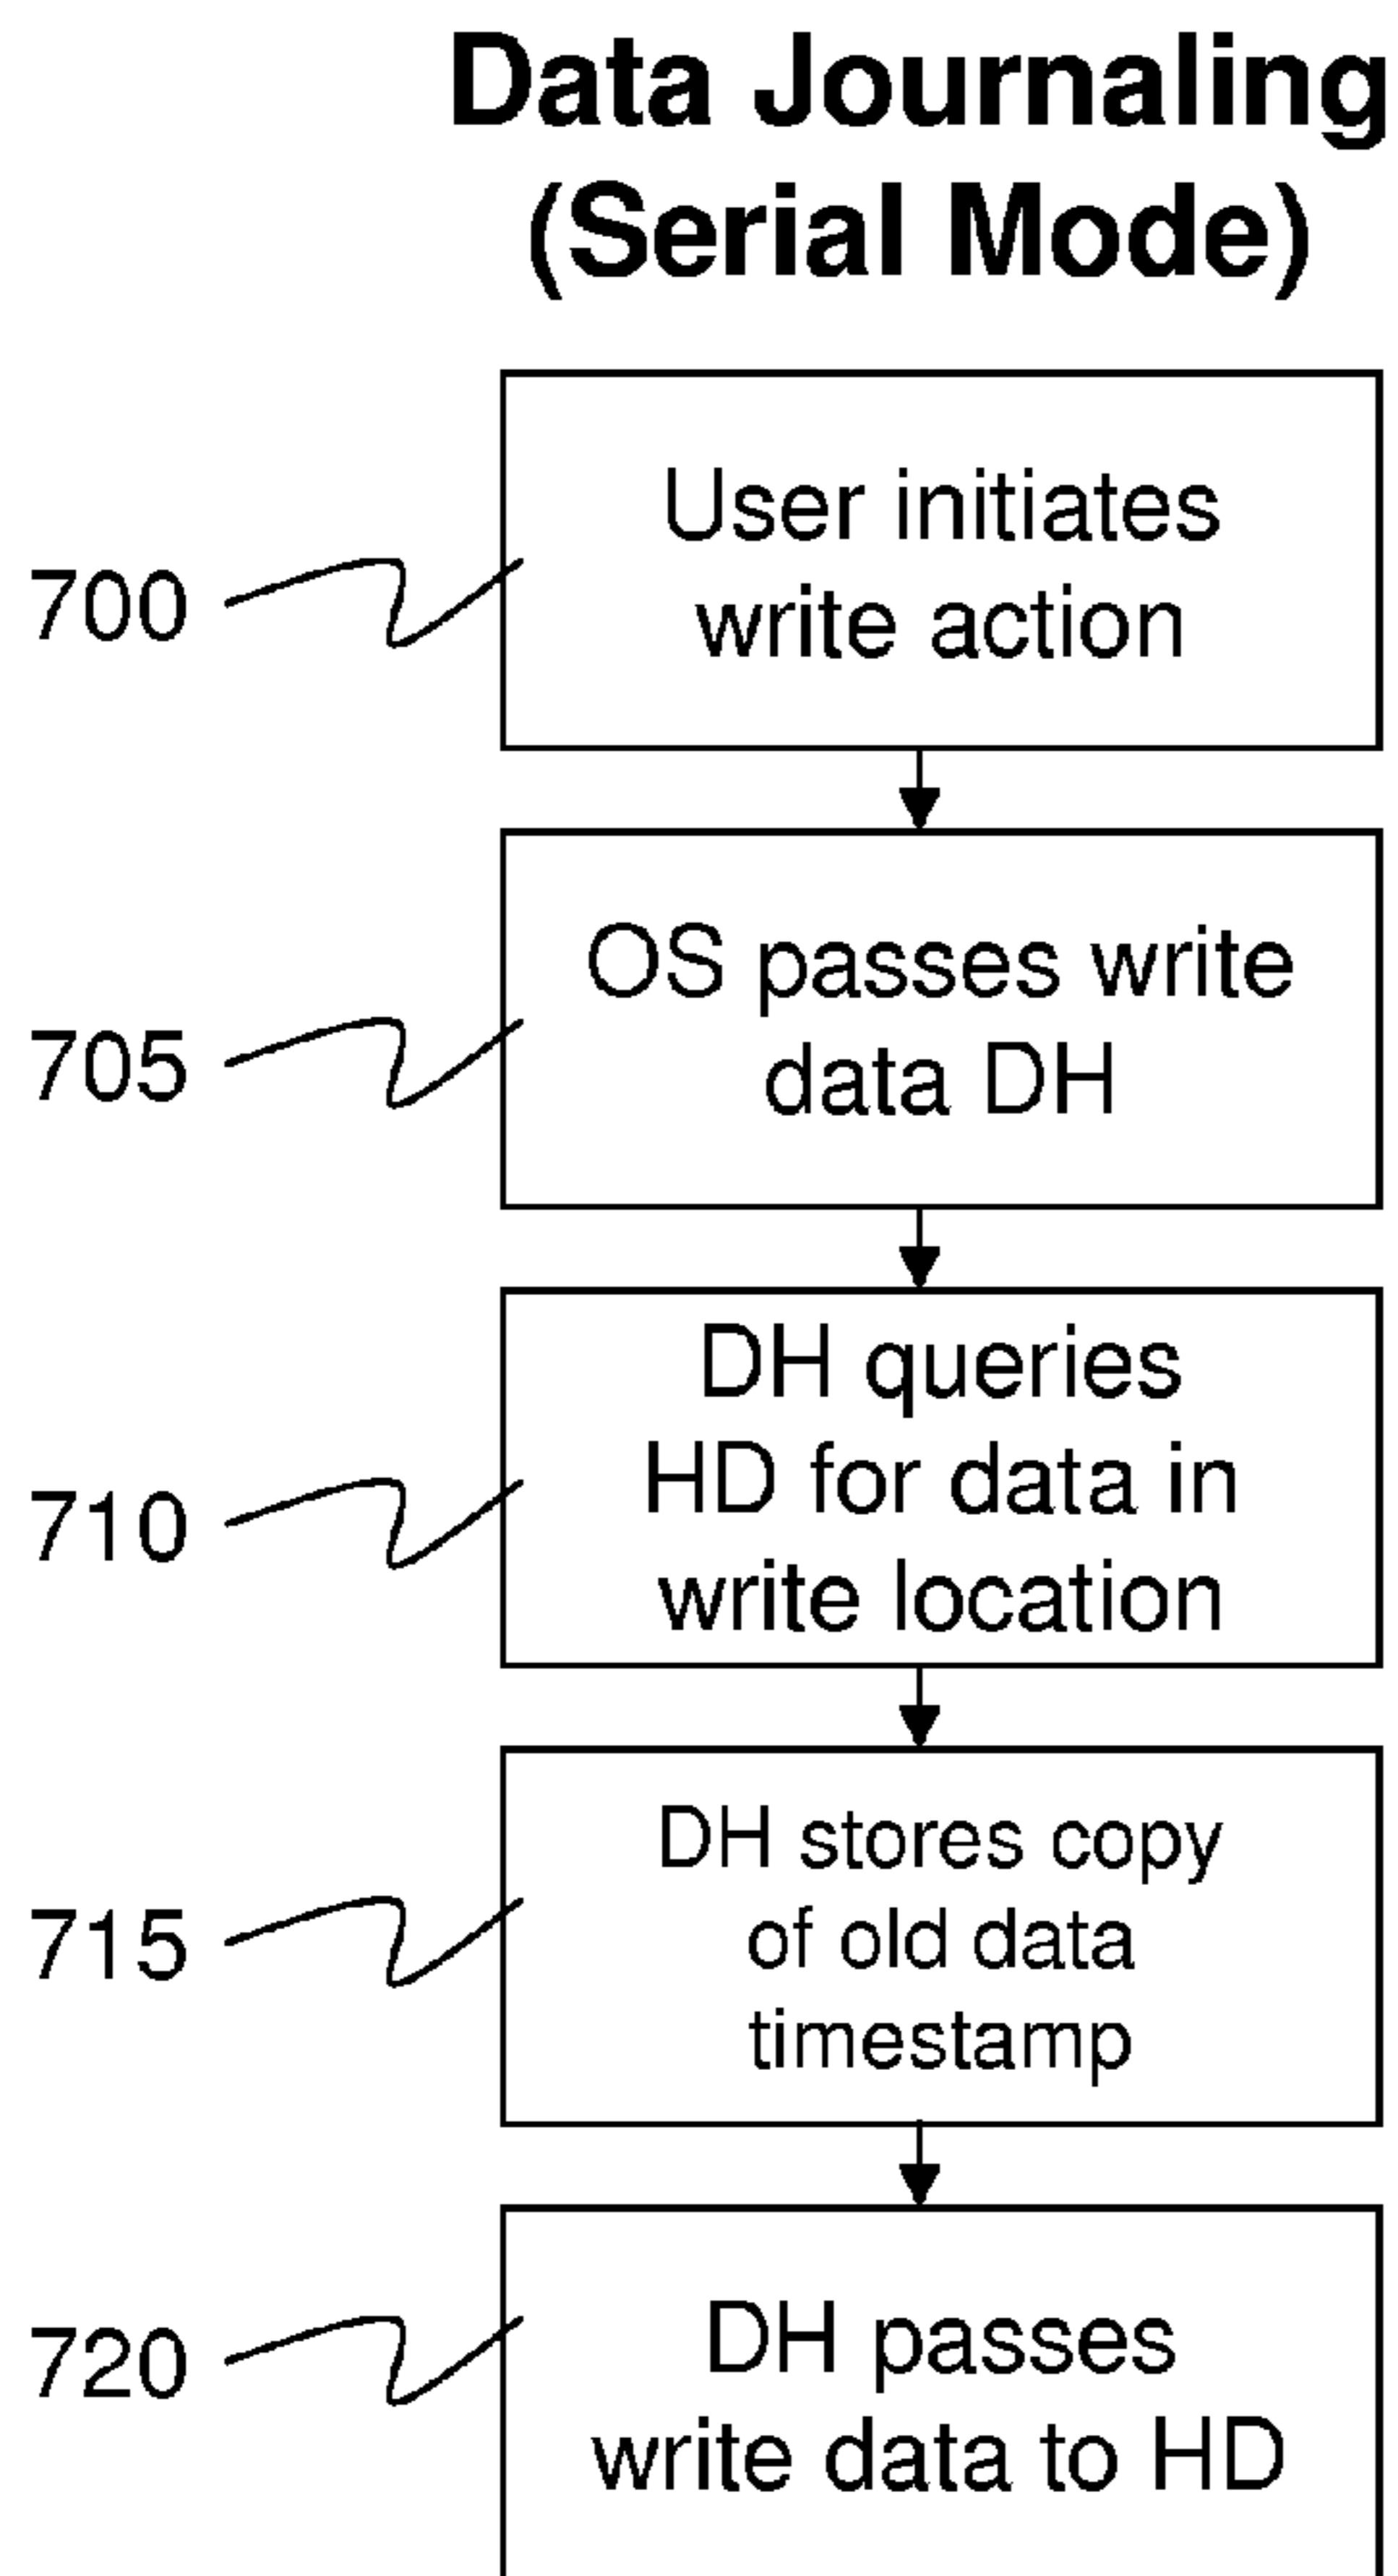 Data Journaling
(Serial Mode)
User initiates
write action
700
OS passes write
data DH
705
DH queries
HD for data in
write location
710
DH stores copy
of old data
timestamp
715
DH passes
write data to HD
720